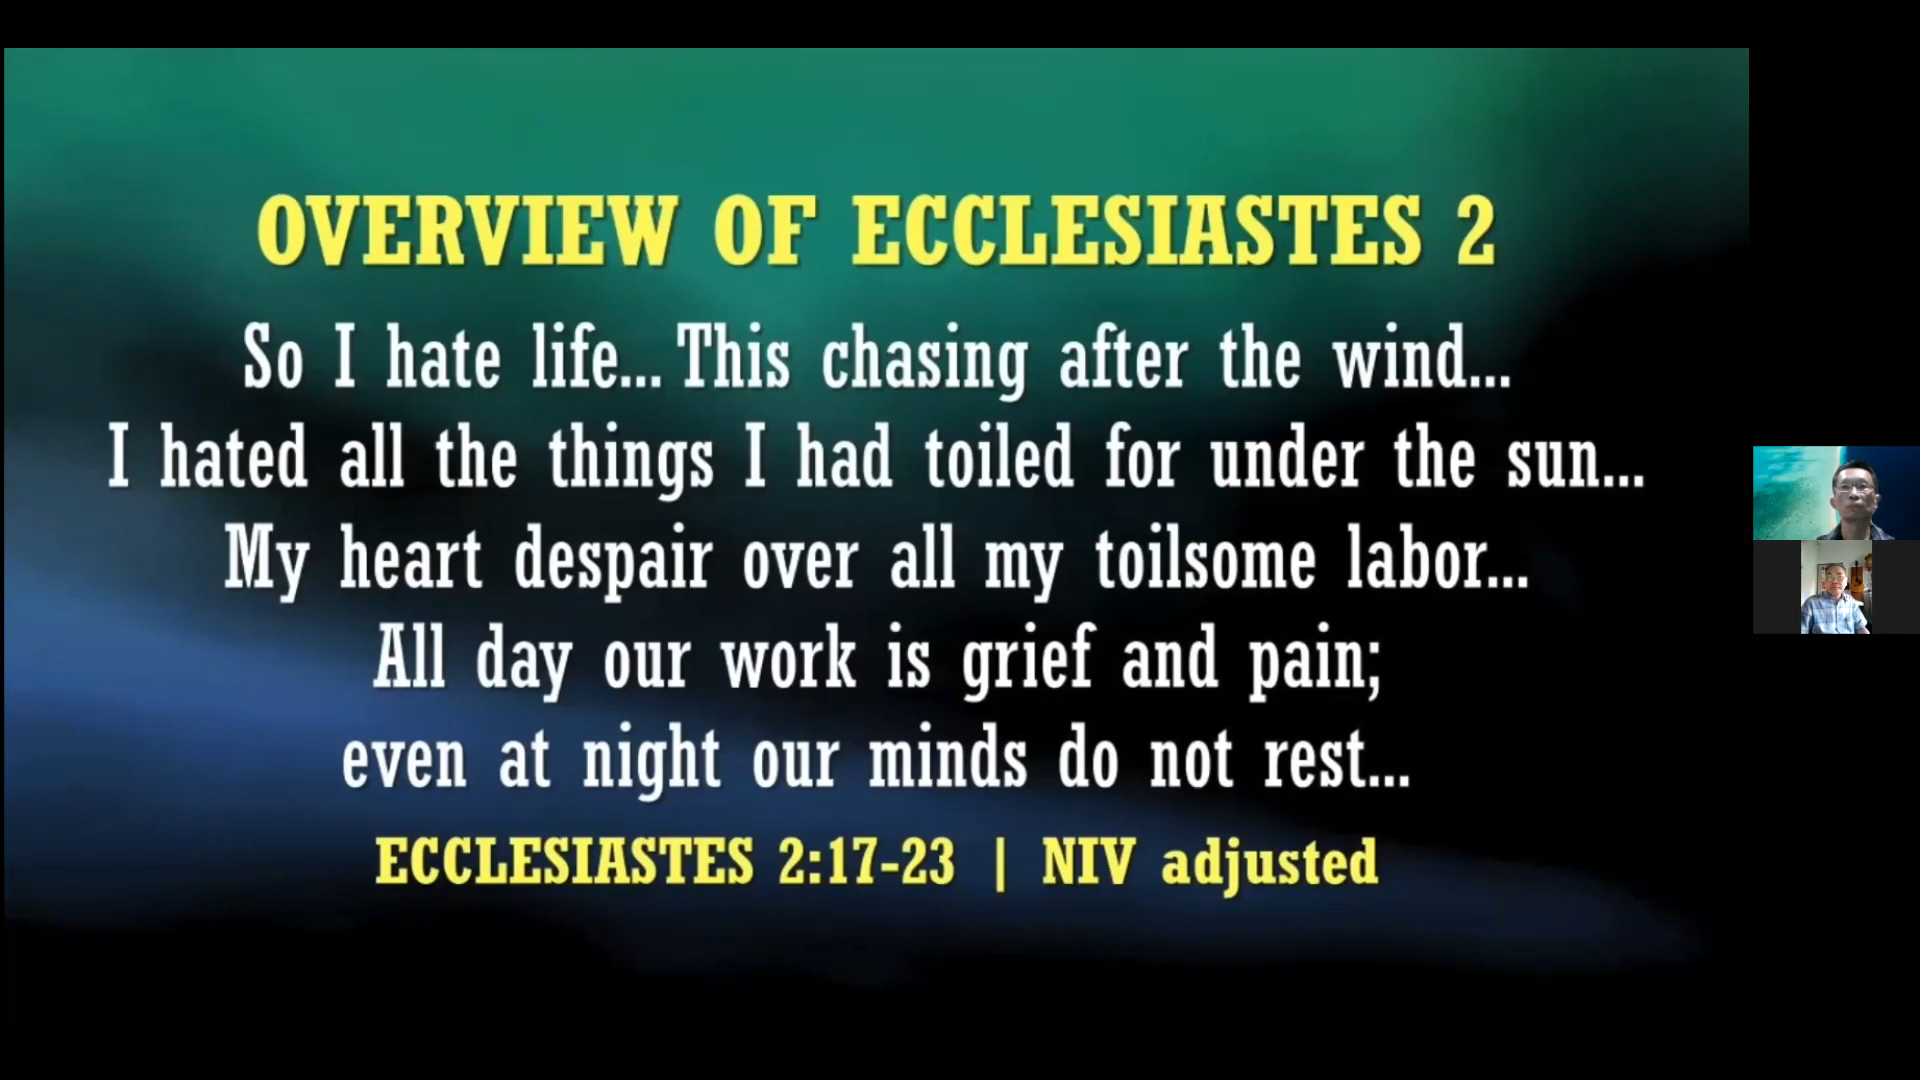 OVERVIEW OF ECCLESIASTES 2
So I hate life... This chasing after the wind...
I hated all the things I had toiled for under the sun...
My heart despair over all my toilsome labor...
All day our work is grief and pain;
even at night our minds do not rest...
ECCLESIASTES 2:17-23 | NIV adjusted